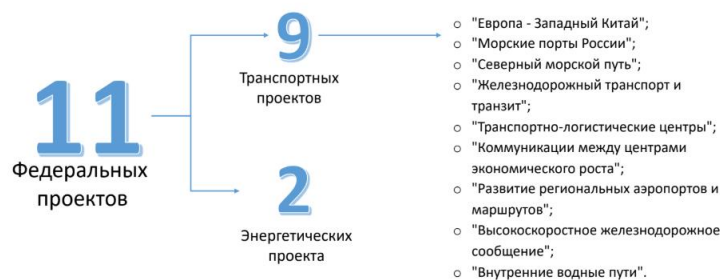 11
Федеральных
проектов
9
Транспортных
проектов
2
Энергетических
проекта
○ "Европа - Западный Китай";
○ "Морские порты России";
○ "Северный морской путь";
○ "Железнодорожный транспорт и
транзит";
○ "Транспортно-логистические центры";
○ "Коммуникации между центрами
экономического роста";
○ "Развитие региональных аэропортов и
маршрутов";
○ "Высокоскоростное железнодорожное
сообщение";
○ "Внутренние водные пути".